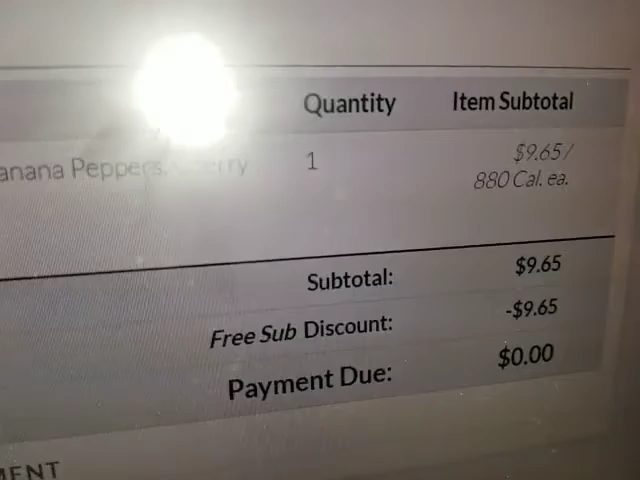 Quantity Item Subtotal
anana Peppers, 1 $9.65/
880 Cal. ea.
Subtotal: $9.65
Free Sub Discount: -$9.65
Payment Due: $0.00
MENT